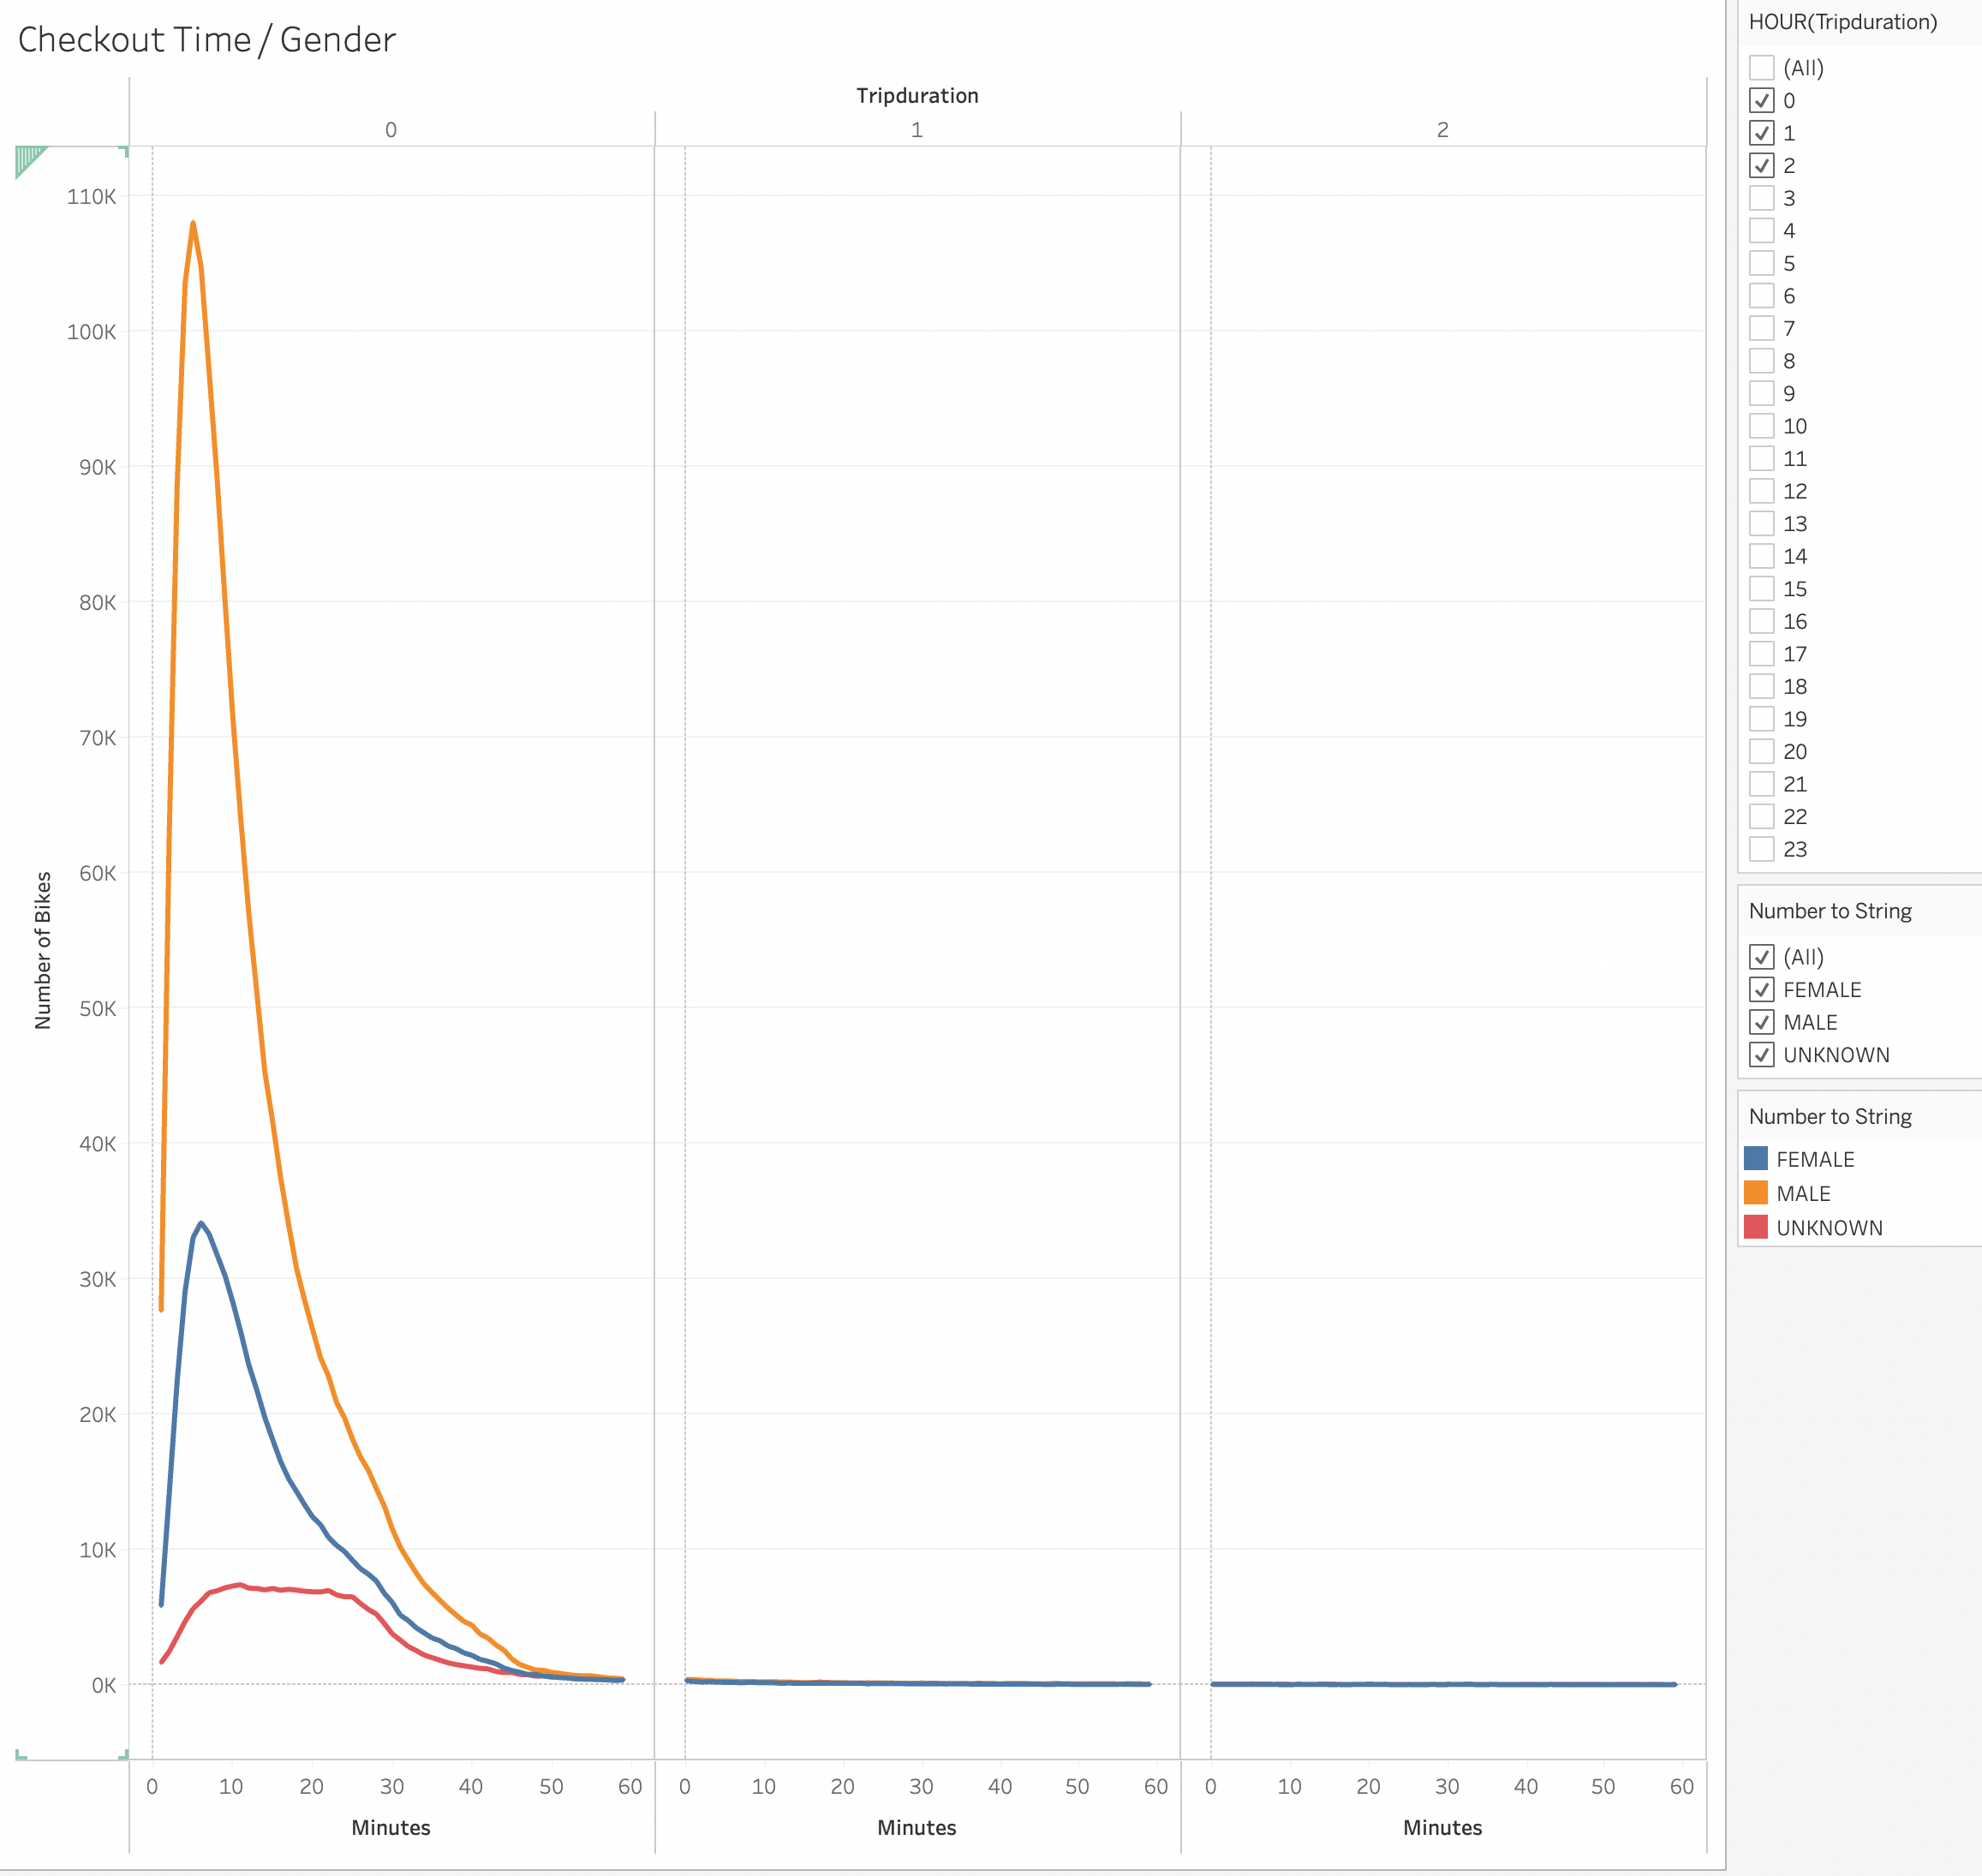 Checkout Time / Gender
Tripduration
0 1 2
110K
100K
90K
80K
70K
60K
50K
40K
30K
20K
10K
0K
Number of Bikes
0 10 20 30 40 50 60 0 10 20 30 40 50 60 0 10 20 30 40 50 60
Minutes Minutes Minutes
HOUR(Tripduration)
(All)
0
1
2
3
4
5
6
7
8
9
10
11
12
13
14
15
16
17
18
19
20
21
22
23
Number to String
(All)
FEMALE
MALE
UNKNOWN
Number to String
FEMALE
MALE
UNKNOWN